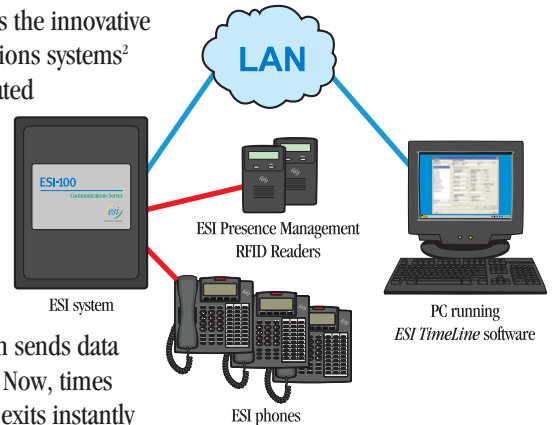 s the innovative
ions systems²
ated
LAN
ESI-100
Communications Server
esi
ESI Presence Management
RFID Readers
ESI system
PC running
ESI TimeLine software
n sends data
Now, times
exits instantly
ESI phones